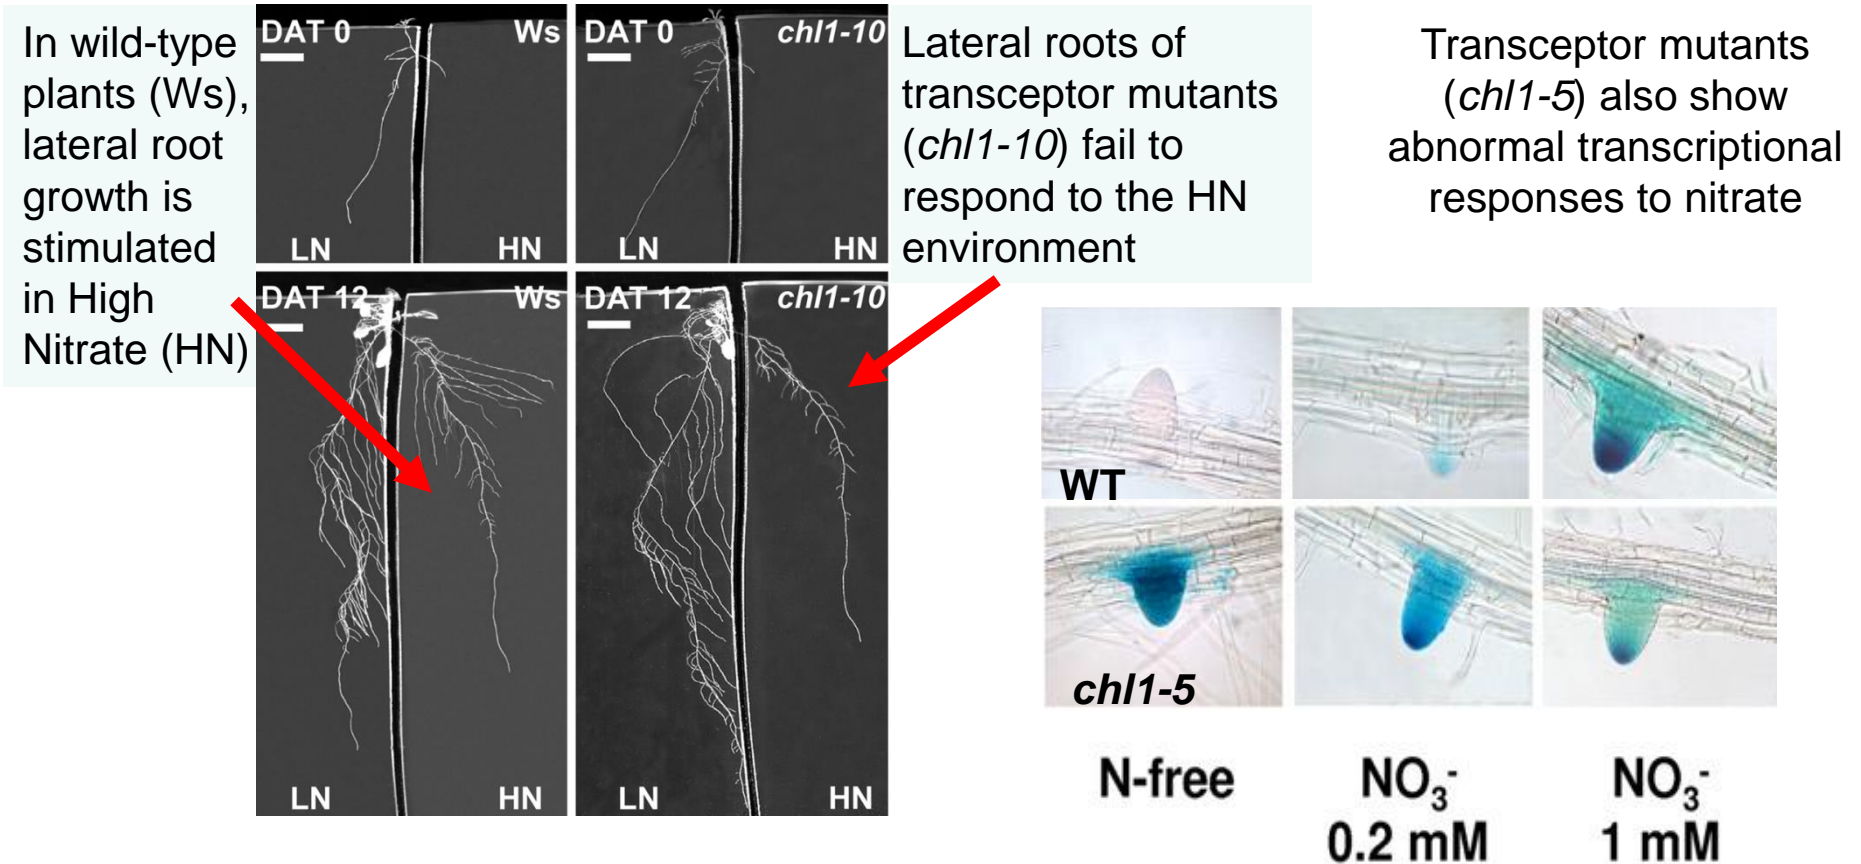 In wild-type
plants (Ws),
lateral root
growth is
stimulated
in High
Nitrate (HN)
DAT 0 Ws
LN HN
DAT 0 chl1-10
LN HN
DAT 12 Ws
LN HN
DAT 12 chl1-10
LN HN
Lateral roots of
transceptor mutants
(chl1-10) fail to
respond to the HN
environment
Transceptor mutants
(chl1-5) also show
abnormal transcriptional
responses to nitrate
WT
chl1-5
N-free
NO₃⁻
0.2 mM
NO₃⁻
1 mM